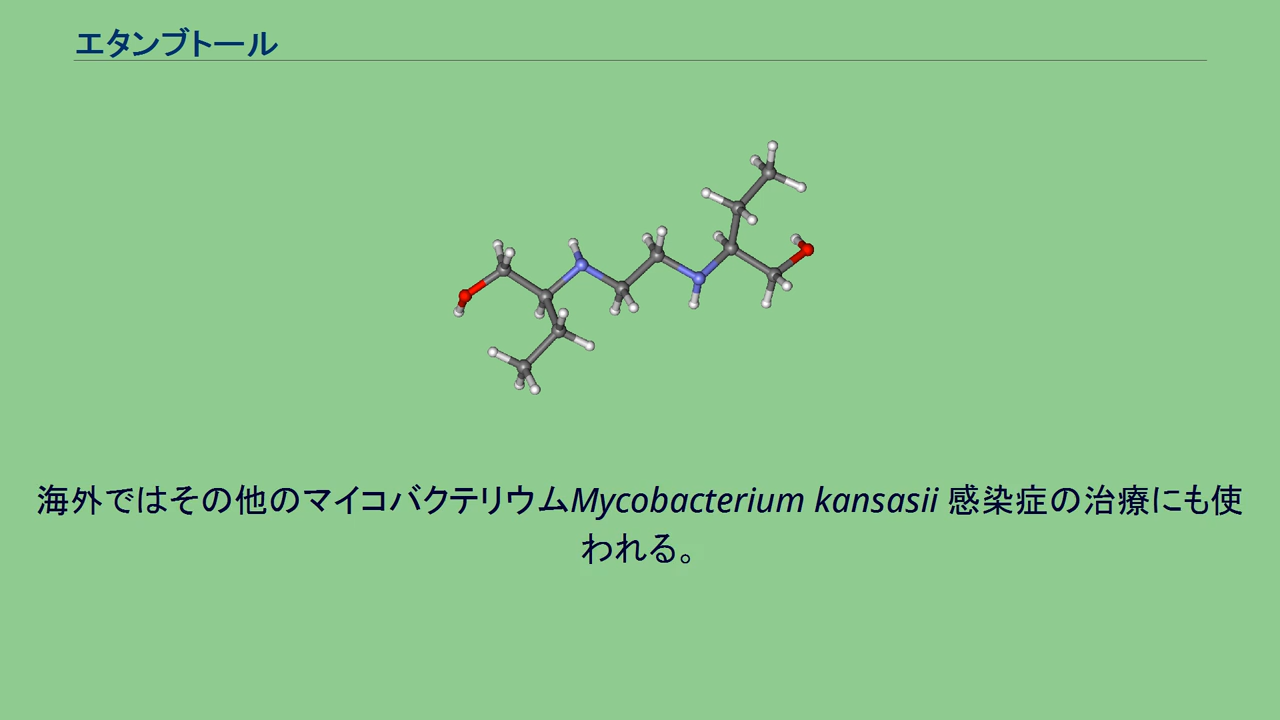 エタンブトール
海外ではその他のマイコバクテリウムMycobacterium kansasii 感染症の治療にも使
われる。